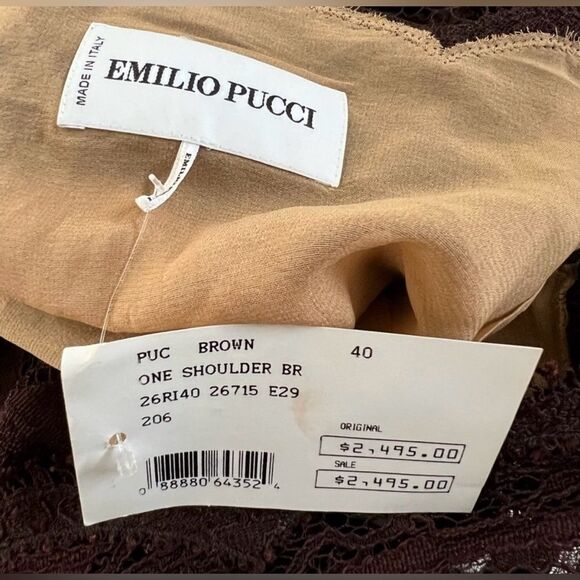 MADE IN ITALY
EMILIO PUCCI
PUC BROWN 40
ONE SHOULDER BR
26RI40 26715 E29
206
ORIGINAL
$2,495.00
SALE
$2,495.00
0 88880 64352 4